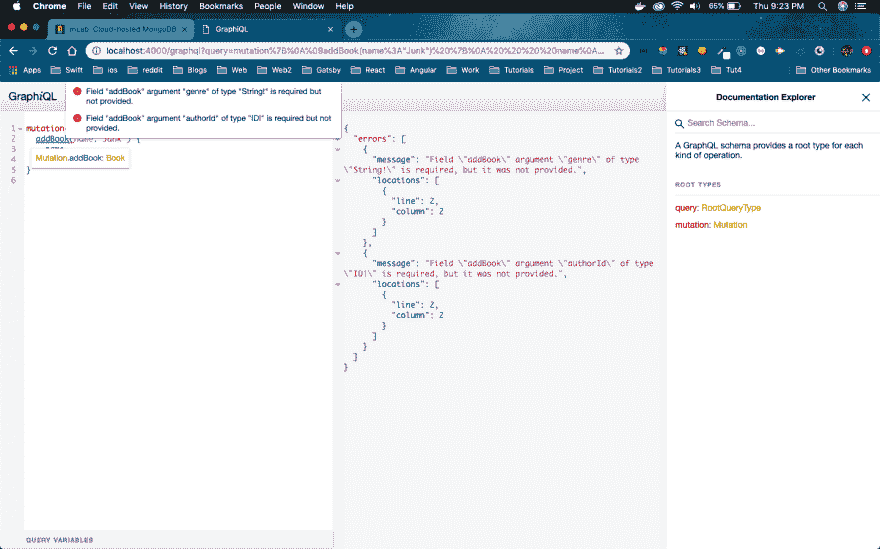 Chrome File Edit View History Bookmarks People Window Help 65% Thu 9:23 PM
mLab: Cloud-hosted MongoDB GraphiQL
localhost:4000/graphql?query=mutation%7B%0A%09addBook(name%3A"Junk")%20%7B%0A%20%20%20%20name%0A...
Apps Swift ios reddit Blogs Web Web2 Gatsby React Angular Work Tutorials Project Tutorials2 Tutorials3 Tut4 Other Bookmarks
GraphiQL
Field "addBook" argument "genre" of type "String!" is required but
not provided.
Field "addBook" argument "authorId" of type "ID!" is required but not
provided.
1 mutation
2 addBook(name: "Junk") {
3
4
5 }
6
Mutation.addBook: Book
QUERY VARIABLES
{
"errors": [
{
"message": "Field \"addBook\" argument \"genre\" of type
\"String!\" is required, but it was not provided.",
"locations": [
{
"line": 2,
"column": 2
}
]
},
{
"message": "Field \"addBook\" argument \"authorId\" of type
\"ID!\" is required, but it was not provided.",
"locations": [
{
"line": 2,
"column": 2
}
]
}
]
}
Documentation Explorer
Search Schema...
A GraphQL schema provides a root type for each
kind of operation.
ROOT TYPES
query: RootQueryType
mutation: Mutation